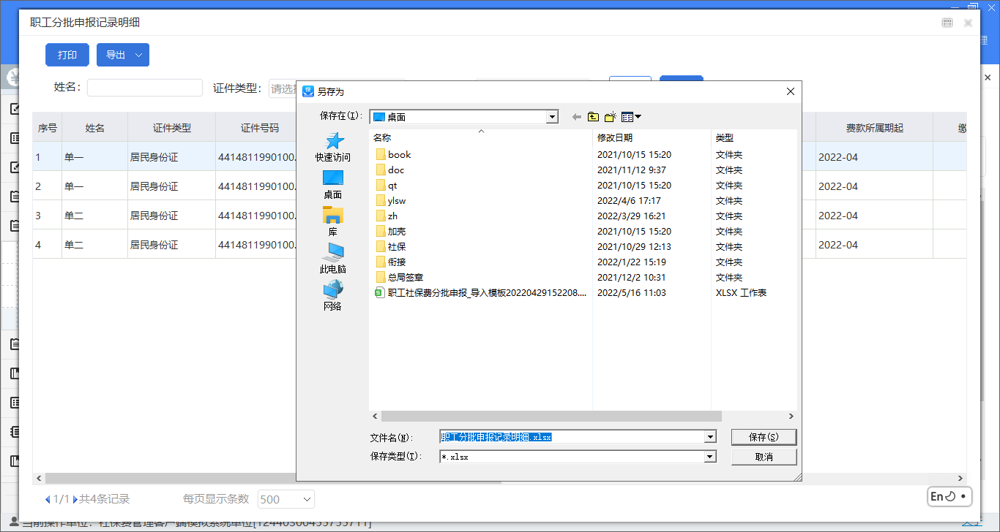 职工分批申报记录明细
打印
导出
姓名：
证件类型：
请选
另存为
保存在(I):
桌面
序号 姓名 证件类型 证件号码 费款所属期起 缴
1 单一 居民身份证 4414811990100. 2022-04
2 单一 居民身份证 4414811990100. 2022-04
3 单二 居民身份证 4414811990100. 2022-04
4 单二 居民身份证 4414811990100. 2022-04
快速访问
桌面
库
此电脑
网络
名称 修改日期 类型
book 2021/10/15 15:20 文件夹
doc 2021/11/12 9:37 文件夹
qt 2021/10/15 15:20 文件夹
ylsw 2022/4/6 17:17 文件夹
zh 2022/3/29 16:21 文件夹
加壳 2021/10/15 15:20 文件夹
社保 2021/10/29 12:13 文件夹
衔接 2022/1/22 15:19 文件夹
总局签章 2021/12/2 10:31 文件夹
职工社保费分批申报_导入模板20220429152208.... 2022/5/16 11:03 XLSX 工作表
文件名(N):
职工分批申报记录明细.xlsx
保存(S)
保存类型(T):
*.xlsx
取消
1/1 共4条记录
每页显示条数 500
En
理
当前操作单位：社保费管理客户端模拟系统单位